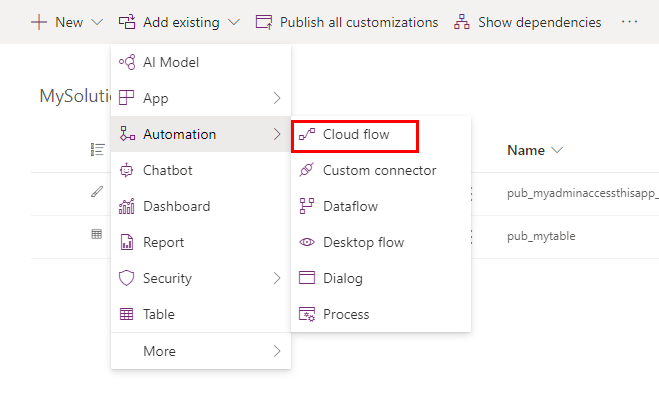 New Add existing Publish all customizations Show dependencies ...
AI Model
MySolutio
App
Automation
Cloud flow
Name
Chatbot
Custom connector
pub_myadminaccessthisapp_
Dashboard
Dataflow
Report
Desktop flow
pub_mytable
Security
Dialog
Table
Process
More